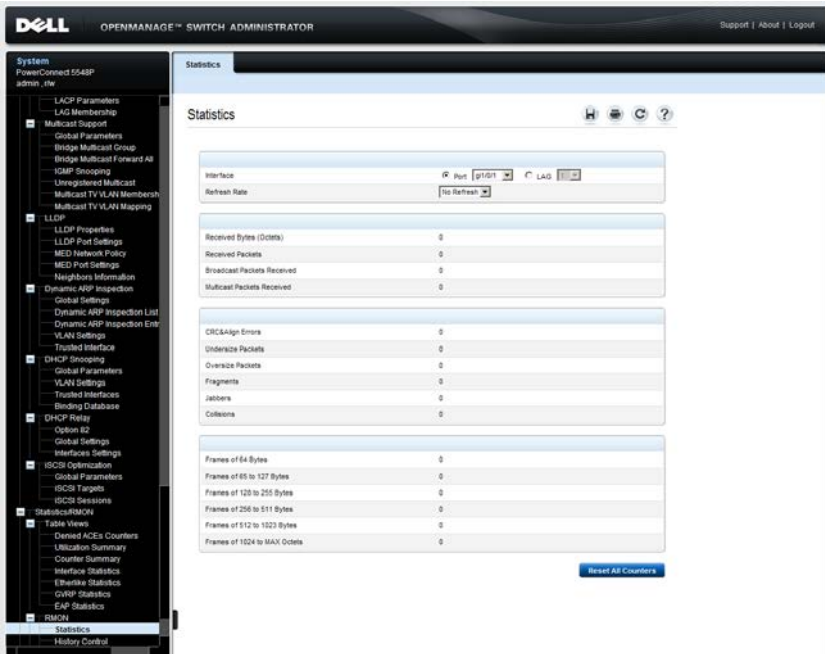 DELL OPENMANAGE™ SWITCH ADMINISTRATOR
Support | About | Logout
System
PowerConnect 5548P
admin , r/w
LACP Parameters
LAG Membership
Multicast Support
Global Parameters
Bridge Multicast Group
Bridge Multicast Forward All
IGMP Snooping
Unregistered Multicast
Multicast TV VLAN Membersh
Multicast TV VLAN Mapping
LLDP
LLDP Properties
LLDP Port Settings
MED Network Policy
MED Port Settings
Neighbors Information
Dynamic ARP Inspection
Global Settings
Dynamic ARP Inspection List
Dynamic ARP Inspection Entr
VLAN Settings
Trusted Interface
DHCP Snooping
Global Parameters
VLAN Settings
Trusted Interfaces
Binding Database
DHCP Relay
Option 82
Global Settings
Interfaces Settings
iSCSI Optimization
Global Parameters
iSCSI Targets
iSCSI Sessions
Statistics/RMON
Table Views
Denied ACEs Counters
Utilization Summary
Counter Summary
Interface Statistics
Etherlike Statistics
GVRP Statistics
EAP Statistics
RMON
Statistics
History Control
Statistics
Statistics
Interface Port gi1/0/1 LAG 1
Refresh Rate No Refresh
Received Bytes (Octets) 0
Received Packets 0
Broadcast Packets Received 0
Multicast Packets Received 0
CRC&Align Errors 0
Undersize Packets 0
Oversize Packets 0
Fragments 0
Jabbers 0
Collisions 0
Frames of 64 Bytes 0
Frames of 65 to 127 Bytes 0
Frames of 128 to 255 Bytes 0
Frames of 256 to 511 Bytes 0
Frames of 512 to 1023 Bytes 0
Frames of 1024 to MAX Octets 0
Reset All Counters